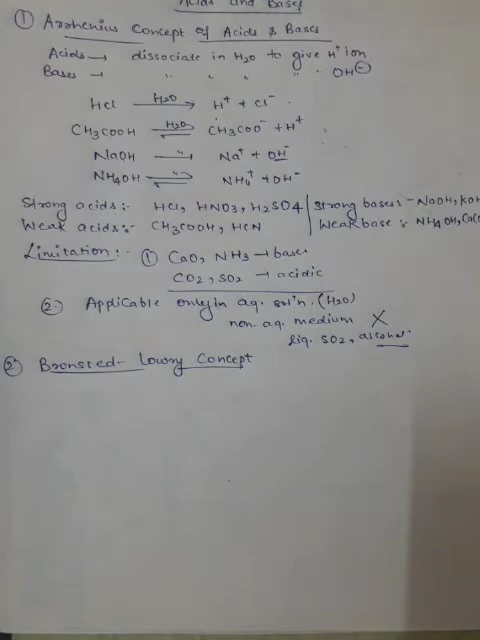 Acids and Bases
① Arrhenius Concept of Acids & Bases
Acids → dissociate in H2O to give H+ ion
Bases → " " " " OH⊖
HCl —H2O→ H+ + Cl-
CH3COOH ⇌H2O CH3COO- + H+
NaOH —"→ Na+ + OH-
NH4OH ⇌" NH4+ + OH-
Strong acids:- HCl, HNO3, H2SO4 | Strong bases - NaOH, KOH
Weak acids:- CH3COOH, HCN | Weak base: NH4OH,
Limitation:- ① CaO, NH3 → bases
CO2, SO2 → acidic
② Applicable only in aq. sol'n. (H2O)
non-aq. medium X
liq. SO2, alcohol
② Bronsted-Lowry Concept